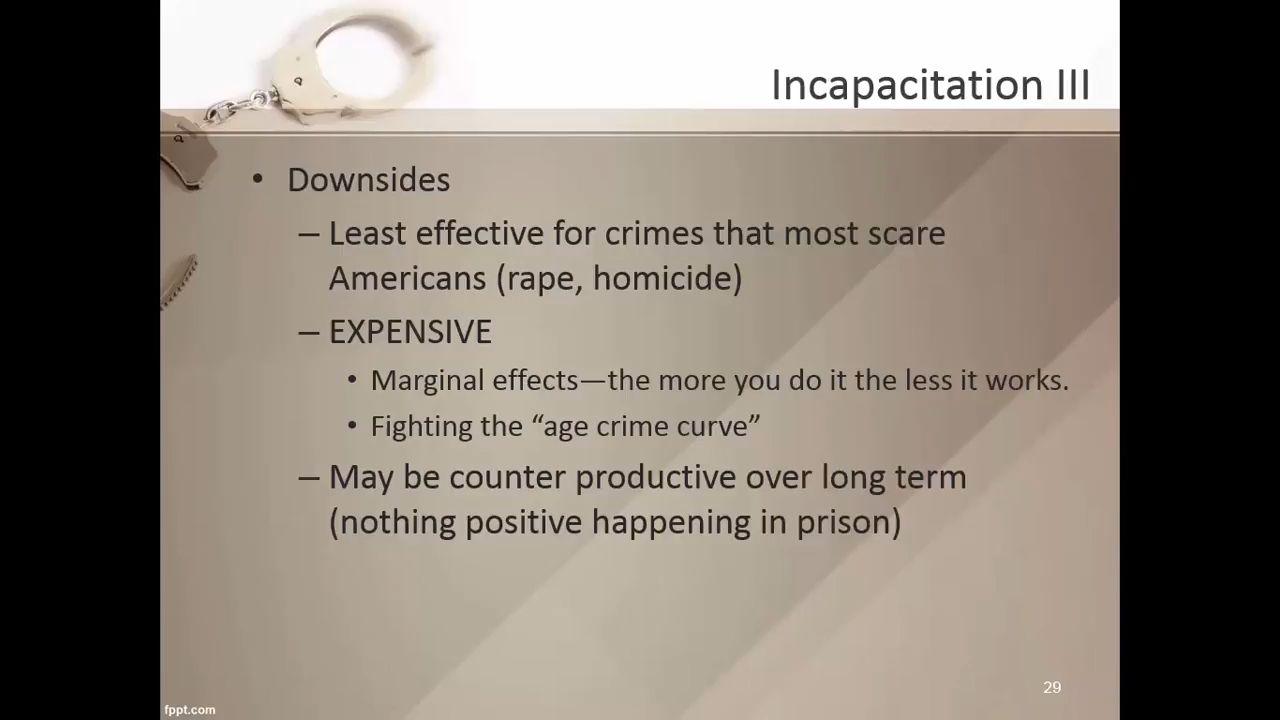 Incapacitation III
• Downsides
– Least effective for crimes that most scare
Americans (rape, homicide)
– EXPENSIVE
• Marginal effects—the more you do it the less it works.
• Fighting the “age crime curve”
– May be counter productive over long term
(nothing positive happening in prison)
29
fppt.com